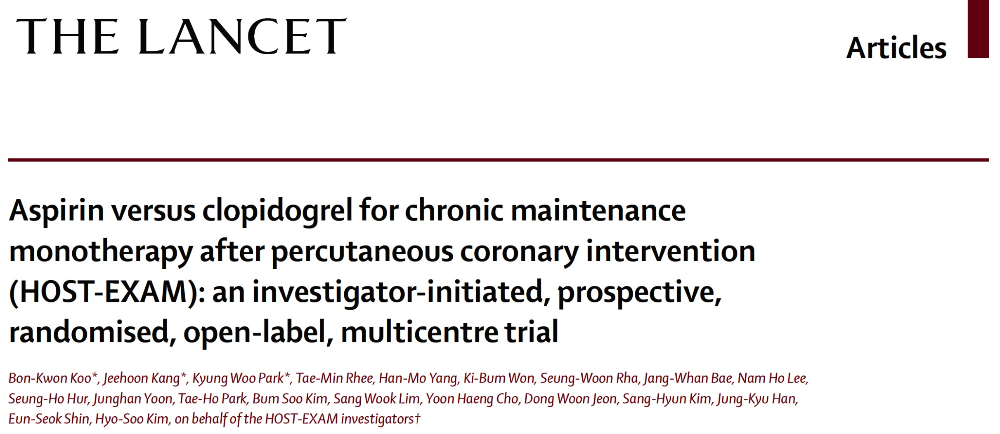 THE LANCET
Articles
Aspirin versus clopidogrel for chronic maintenance
monotherapy after percutaneous coronary intervention
(HOST-EXAM): an investigator-initiated, prospective,
randomised, open-label, multicentre trial
Bon-Kwon Koo*, Jeehoon Kang*, Kyung Woo Park*, Tae-Min Rhee, Han-Mo Yang, Ki-Bum Won, Seung-Woon Rha, Jang-Whan Bae, Nam Ho Lee,
Seung-Ho Hur, Junghan Yoon, Tae-Ho Park, Bum Soo Kim, Sang Wook Lim, Yoon Haeng Cho, Dong Woon Jeon, Sang-Hyun Kim, Jung-Kyu Han,
Eun-Seok Shin, Hyo-Soo Kim, on behalf of the HOST-EXAM investigators†